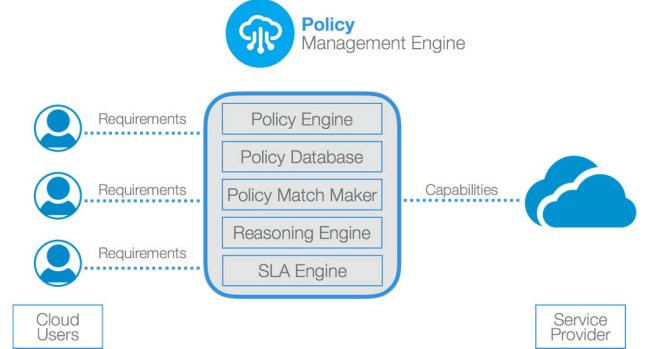 Policy
Management Engine
Requirements
Policy Engine
Policy Database
Requirements
Policy Match Maker
Capabilities
Reasoning Engine
Requirements
SLA Engine
Cloud
Users
Service
Provider